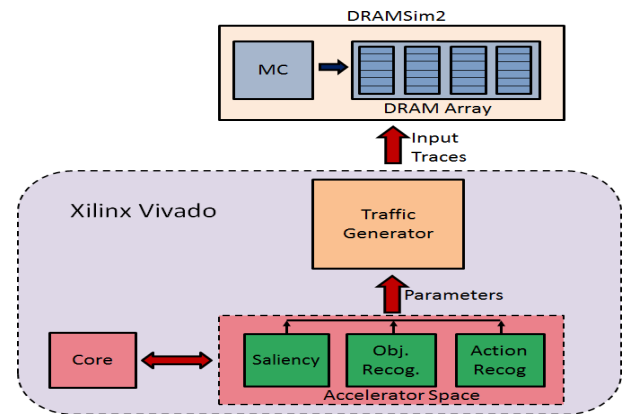 DRAMSim2
MC
DRAM Array
Input
Traces
Xilinx Vivado
Traffic
Generator
Parameters
Core
Saliency
Obj.
Recog.
Action
Recog
Accelerator Space